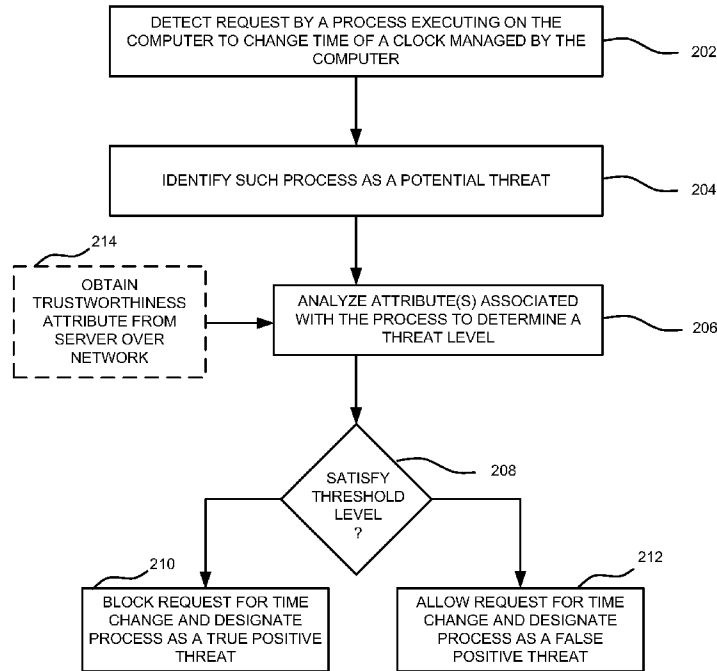 DETECT REQUEST BY A PROCESS EXECUTING ON THE
COMPUTER TO CHANGE TIME OF A CLOCK MANAGED BY THE
COMPUTER
202
IDENTIFY SUCH PROCESS AS A POTENTIAL THREAT
204
214
OBTAIN
TRUSTWORTHINESS
ATTRIBUTE FROM
SERVER OVER
NETWORK
ANALYZE ATTRIBUTE(S) ASSOCIATED
WITH THE PROCESS TO DETERMINE A
THREAT LEVEL
206
SATISFY
THRESHOLD
LEVEL
?
208
210
BLOCK REQUEST FOR TIME
CHANGE AND DESIGNATE
PROCESS AS A TRUE POSITIVE
THREAT
212
ALLOW REQUEST FOR TIME
CHANGE AND DESIGNATE
PROCESS AS A FALSE
POSITIVE THREAT